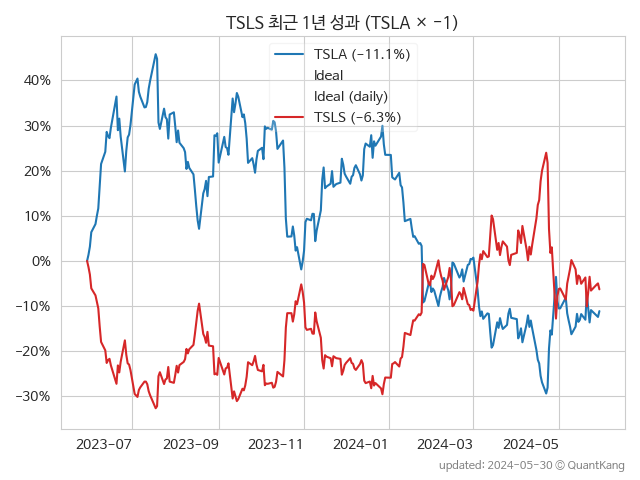 TSLS 최근 1년 성과 (TSLA × −1)
TSLA (−11.1%)
Ideal
Ideal (daily)
TSLS (−6.3%)
40%
30%
20%
10%
0%
−10%
−20%
−30%
2023-07 2023-09 2023-11 2024-01 2024-03 2024-05
updated: 2024-05-30 © QuantKang